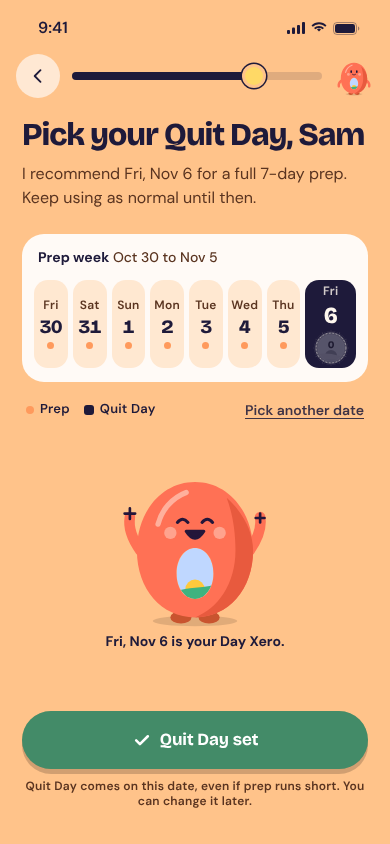 9:41
Pick your Quit Day, Sam
I recommend Fri, Nov 6 for a full 7-day prep.
Keep using as normal until then.
Prep week Oct 30 to Nov 5
Fri Sat Sun Mon Tue Wed Thu Fri
30 31 1 2 3 4 5 6
0
Prep Quit Day Pick another date
Fri, Nov 6 is your Day Xero.
Quit Day set
Quit Day comes on this date, even if prep runs short. You
can change it later.